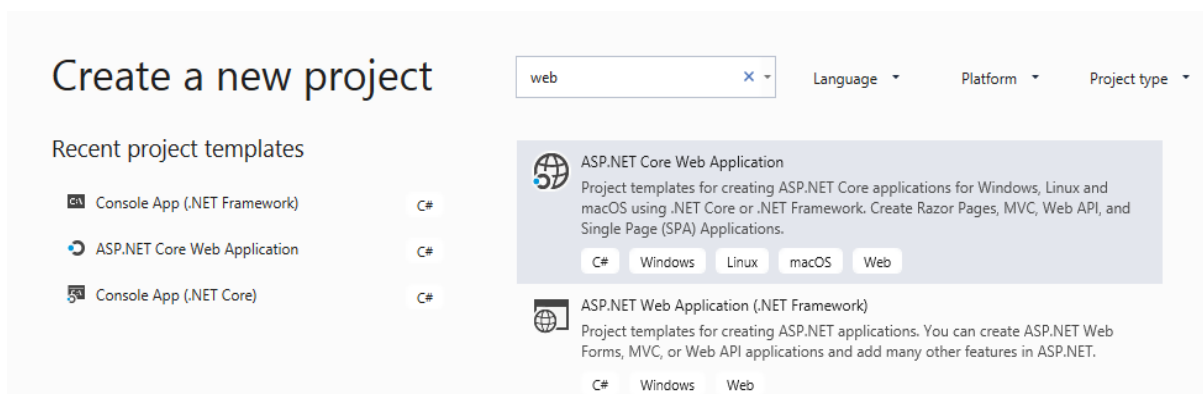 Create a new project
web
Language
Platform
Project type
Recent project templates
Console App (.NET Framework)
C#
ASP.NET Core Web Application
C#
Console App (.NET Core)
C#
ASP.NET Core Web Application
Project templates for creating ASP.NET Core applications for Windows, Linux and
macOS using .NET Core or .NET Framework. Create Razor Pages, MVC, Web API, and
Single Page (SPA) Applications.
C# Windows Linux macOS Web
ASP.NET Web Application (.NET Framework)
Project templates for creating ASP.NET applications. You can create ASP.NET Web
Forms, MVC, or Web API applications and add many other features in ASP.NET.
C# Windows Web